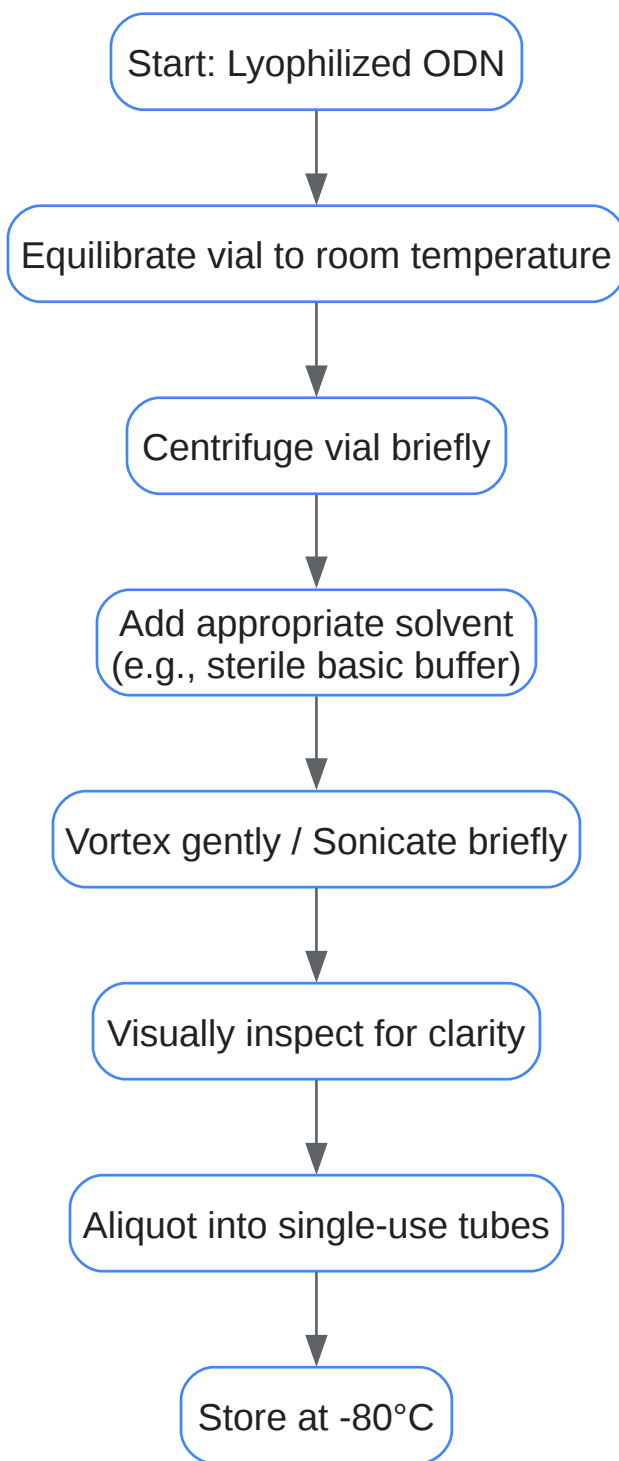 Start: Lyophilized ODN
Equilibrate vial to room temperature
Centrifuge vial briefly
Add appropriate solvent
(e.g., sterile basic buffer)
Vortex gently / Sonicate briefly
Visually inspect for clarity
Aliquot into single-use tubes
Store at -80°C